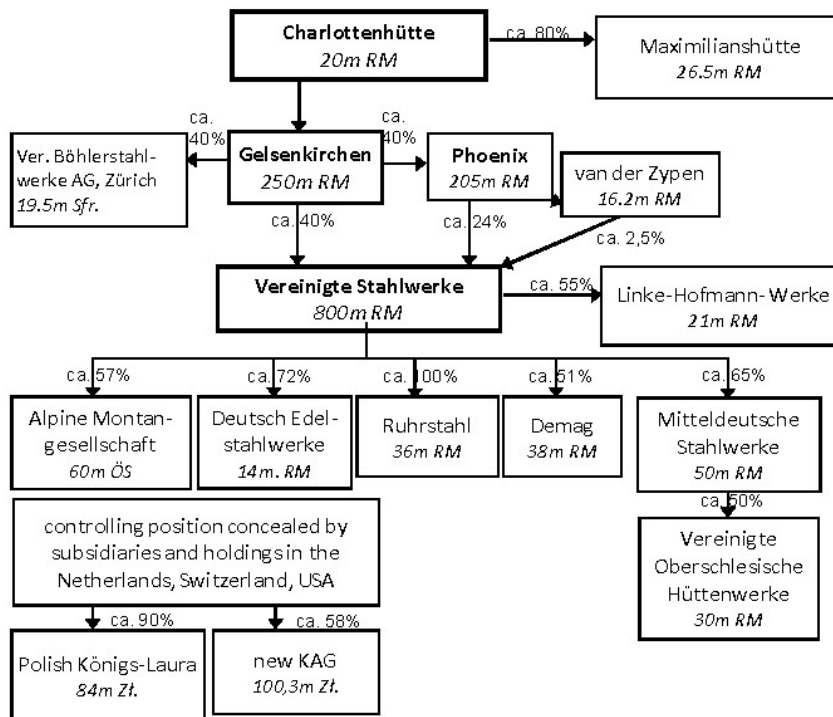 Charlottenhütte
20m RM
ca. 80%
Maximilianshütte
26.5m RM
ca.
40%
ca.
40%
Ver. Böhlerstahl-
werke AG, Zürich
19.5m Sfr.
Gelsenkirchen
250m RM
Phoenix
205m RM
van der Zypen
16.2m RM
ca. 40%
ca. 24%
ca. 2,5%
Vereinigte Stahlwerke
800m RM
ca. 55%
Linke-Hofmann-Werke
21m RM
ca. 57%
ca. 72%
ca. 100%
ca. 51%
ca. 65%
Alpine Montan-
gesellschaft
60m ÖS
Deutsch Edel-
stahlwerke
14m. RM
Ruhrstahl
36m RM
Demag
38m RM
Mitteldeutsche
Stahlwerke
50m RM
ca. 50%
controlling position concealed by
subsidiaries and holdings in the
Netherlands, Switzerland, USA
Vereinigte
Oberschlesische
Hüttenwerke
30m RM
ca. 90%
ca. 58%
Polish Königs-Laura
84m Zł.
new KAG
100,3m Zł.